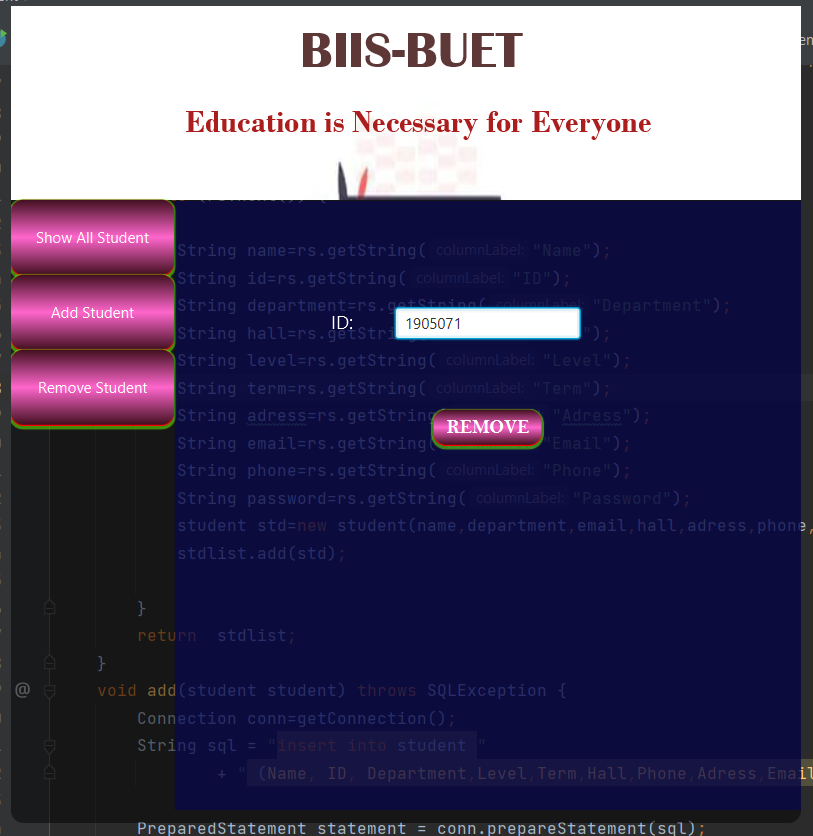 BIIS-BUET
Education is Necessary for Everyone
Show All Student
String name=rs.getString( columnLabel: "Name");
String id=rs.getString( columnLabel: "ID");
Add Student
String department=rs.getString( columnLabel: "Department");
ID: 1905071
String hall=rs.getStri ");
String level=rs.getString( columnLabel: "Level");
Remove Student
String term=rs.getString( columnLabel: "Term");
String adress=rs.getString "Adress");
REMOVE
String email=rs.getString( "Email");
String phone=rs.getString( columnLabel: "Phone");
String password=rs.getString( columnLabel: "Password");
student std=new student(name,department,email,hall,adress,phone,
stdlist.add(std);
}
return stdlist;
}
@ void add(student student) throws SQLException {
Connection conn=getConnection();
String sql = "insert into student "
+ " (Name, ID, Department,Level,Term,Hall,Phone,Adress,Email
PreparedStatement statement = conn.prepareStatement(sql);